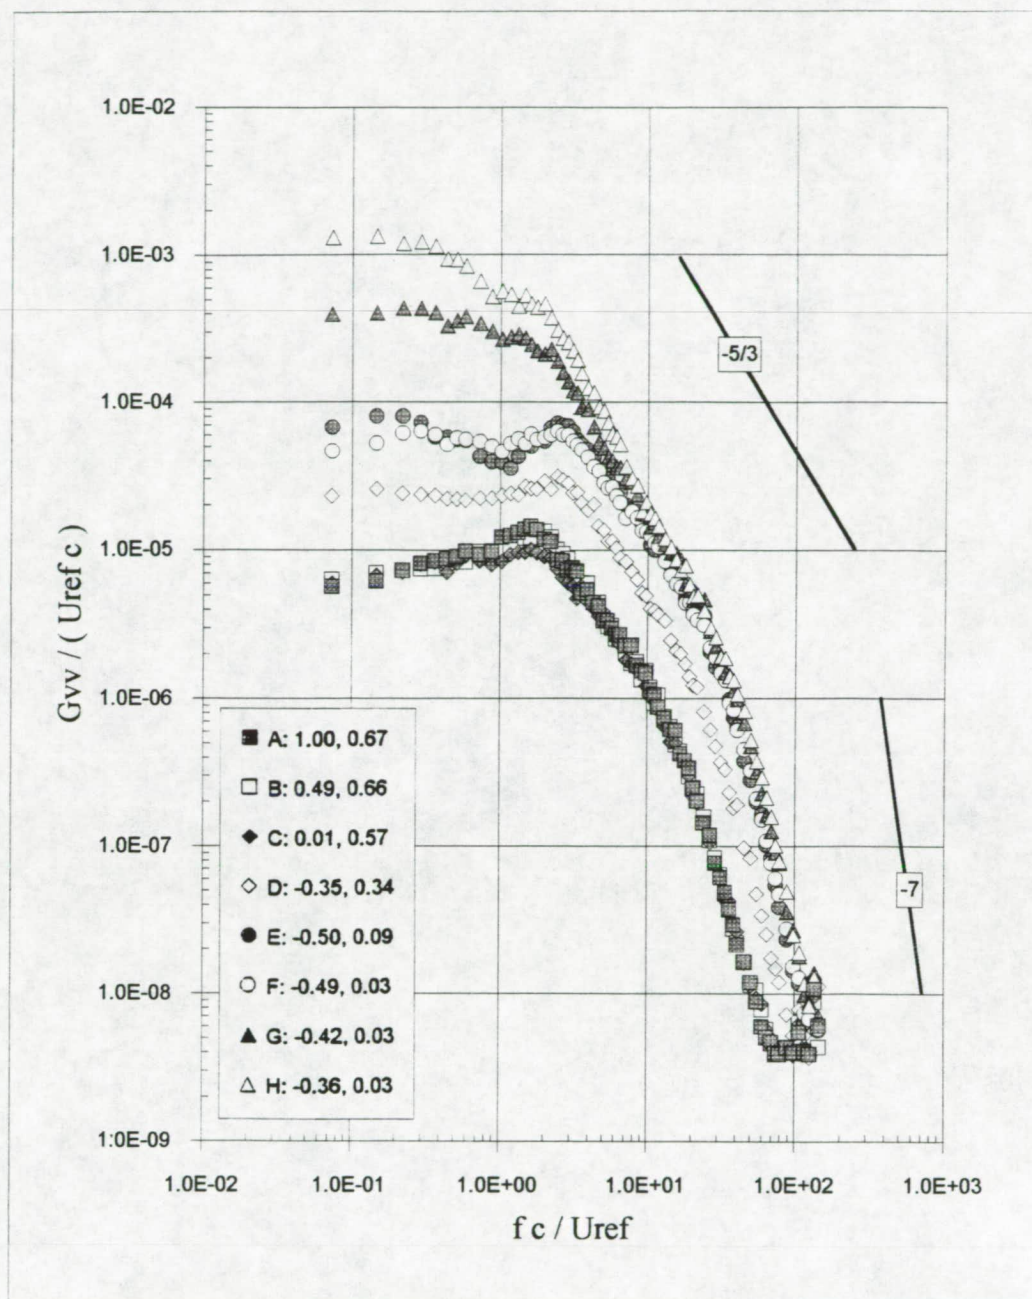 1.0E-02
1.0E-03
1.0E-04
1.0E-05
1.0E-06
1.0E-07
1.0E-08
1.0E-09
Gvv / ( Uref c )
-5/3
-7
A: 1.00, 0.67
B: 0.49, 0.66
C: 0.01, 0.57
D: -0.35, 0.34
E: -0.50, 0.09
F: -0.49, 0.03
G: -0.42, 0.03
H: -0.36, 0.03
1.0E-02 1.0E-01 1.0E+00 1.0E+01 1.0E+02 1.0E+03
f c / Uref